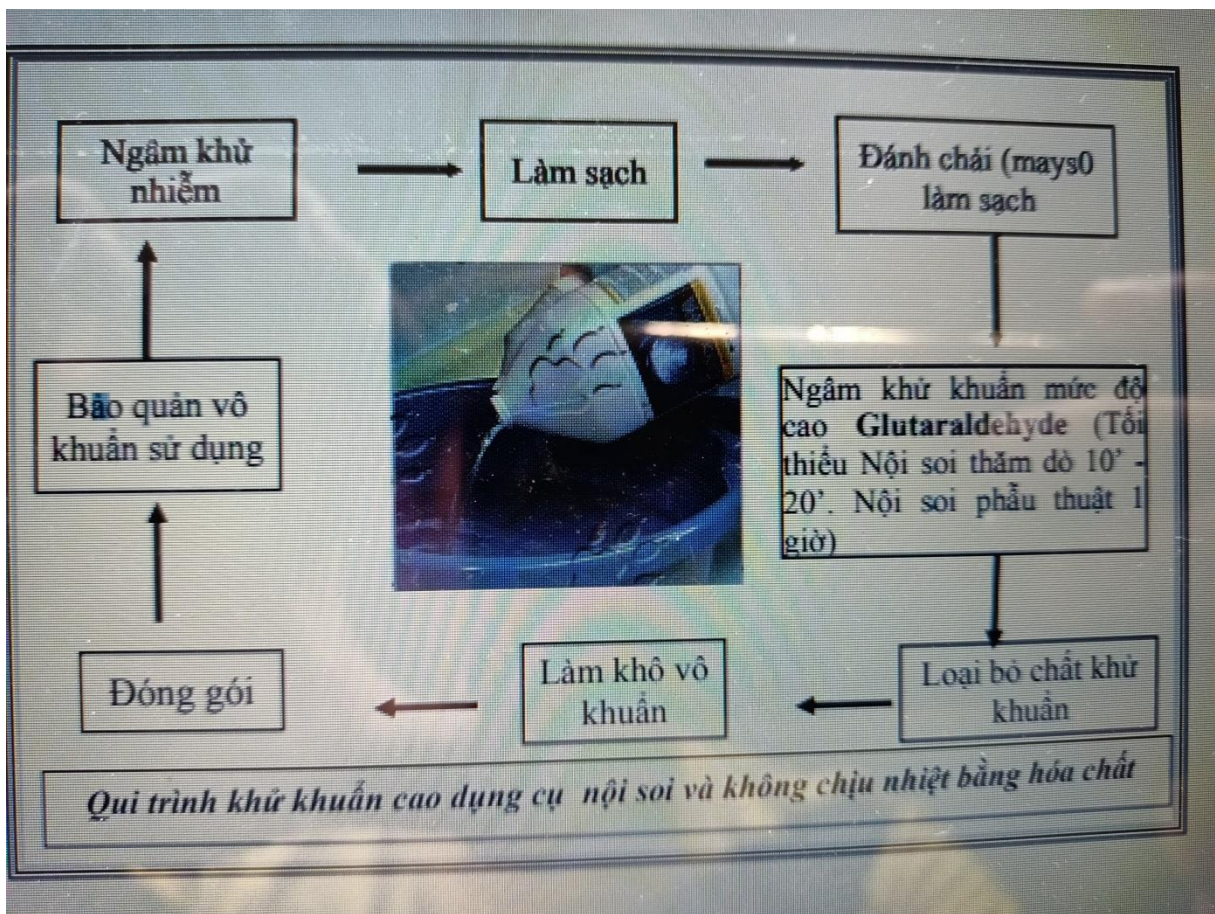 Ngâm khử
nhiễm
Làm sạch
Đánh chải (mays0
làm sạch
Bảo quản vô
khuẩn sử dụng
Ngâm khử khuẩn mức độ
cao Glutaraldehyde (Tối
thiểu Nội soi thăm dò 10’ -
20’. Nội soi phẫu thuật 1
giờ)
Đóng gói
Làm khô vô
khuẩn
Loại bỏ chất khử
khuẩn
Qui trình khử khuẩn cao dụng cụ nội soi và không chịu nhiệt bằng hóa chất